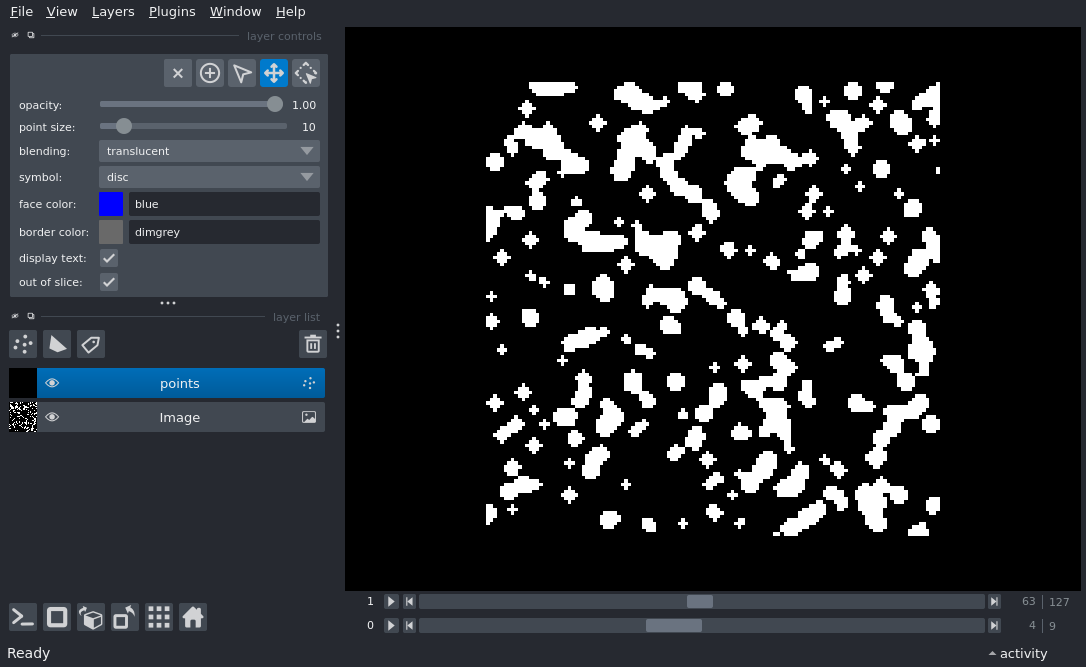 File View Layers Plugins Window Help
layer controls
opacity: 1.00
point size: 10
blending: translucent
symbol: disc
face color: blue
border color: dimgrey
display text:
out of slice:
layer list
points
Image
1 63 127
0 4 9
Ready activity